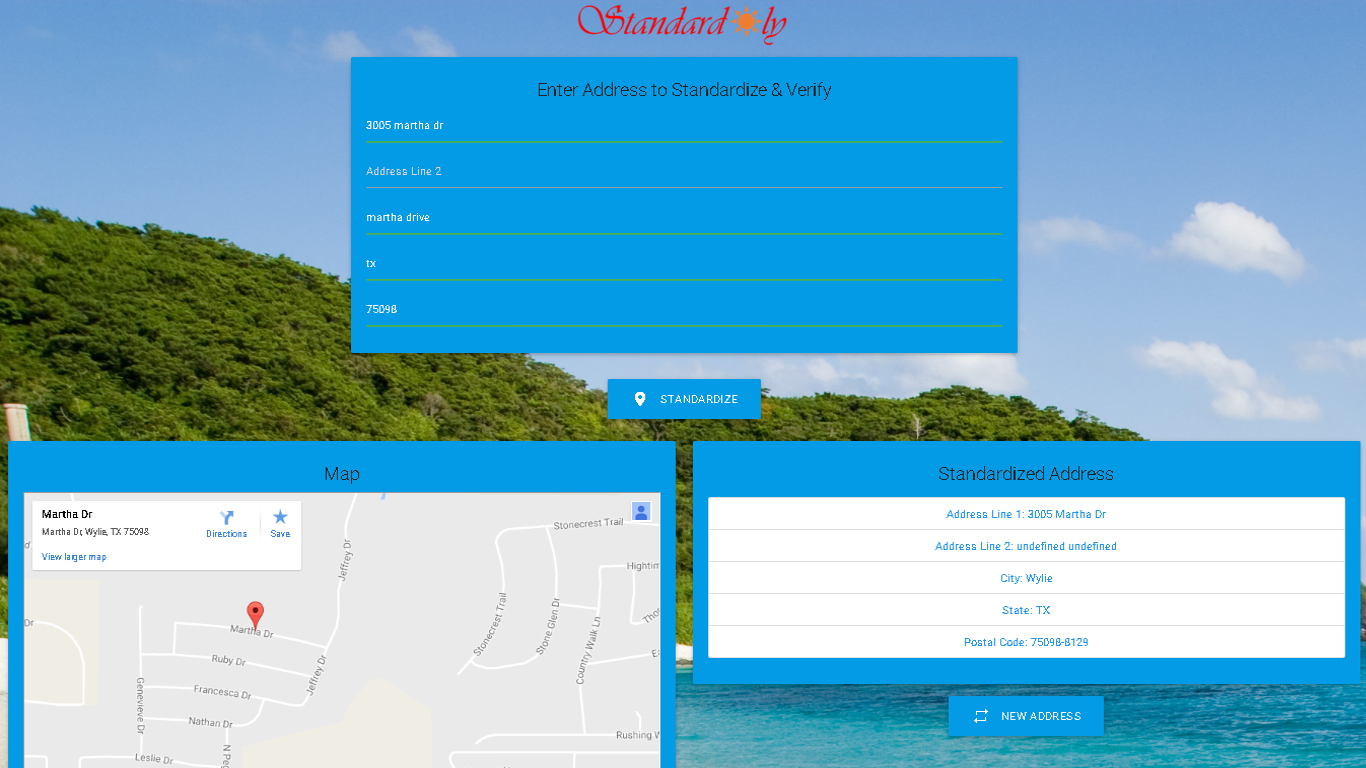 Standard ly
Enter Address to Standardize & Verify
3005 martha dr
Address Line 2
martha drive
tx
75098
STANDARDIZE
Map
Martha Dr
Martha Dr, Wylie, TX 75098
View larger map
Directions
Save
Stonecrest Trail
Jeffrey Dr
Hightim
Stonecrest Trail
Stone Glen Dr
Country Walk Ln
Tho
Dr
Martha Dr
Ruby Dr
Jeffrey Dr
Genevieve Dr
Francesca Dr
Nathan Dr
N Peg
Rushing W
Leslie Dr
Standardized Address
Address Line 1: 3005 Martha Dr
Address Line 2: undefined undefined
City: Wylie
State: TX
Postal Code: 75098-8129
NEW ADDRESS